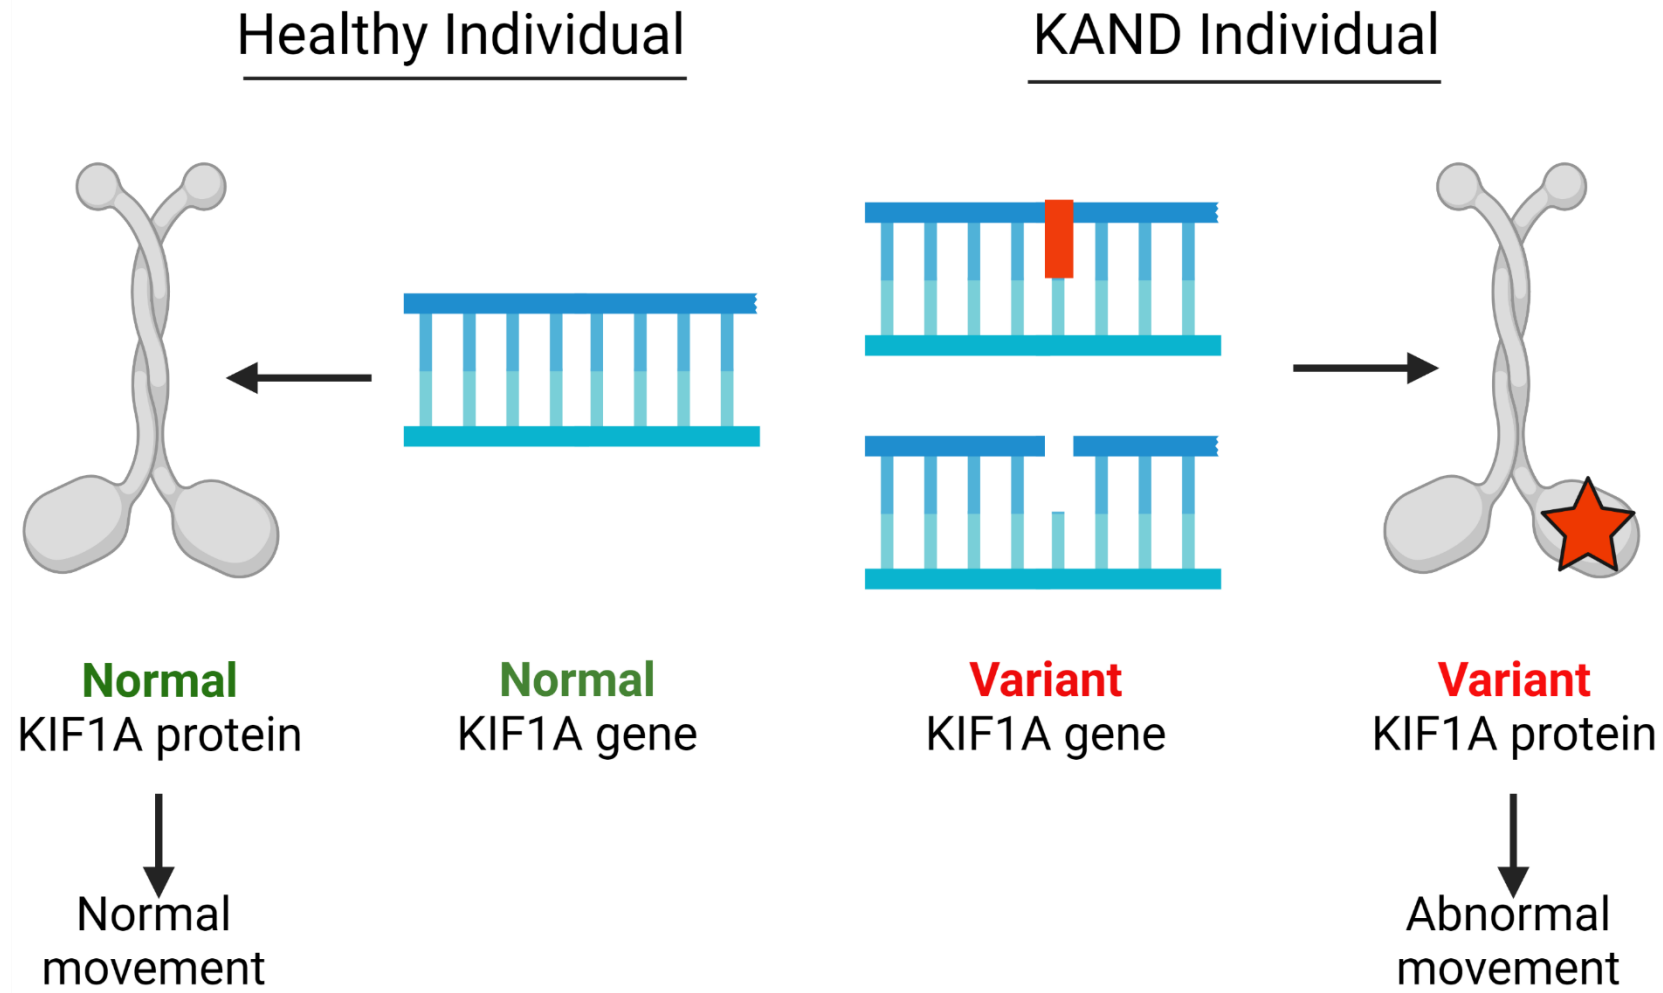 Healthy Individual
KAND Individual
Normal
KIF1A protein
Normal
KIF1A gene
Variant
KIF1A gene
Variant
KIF1A protein
Normal
movement
Abnormal
movement